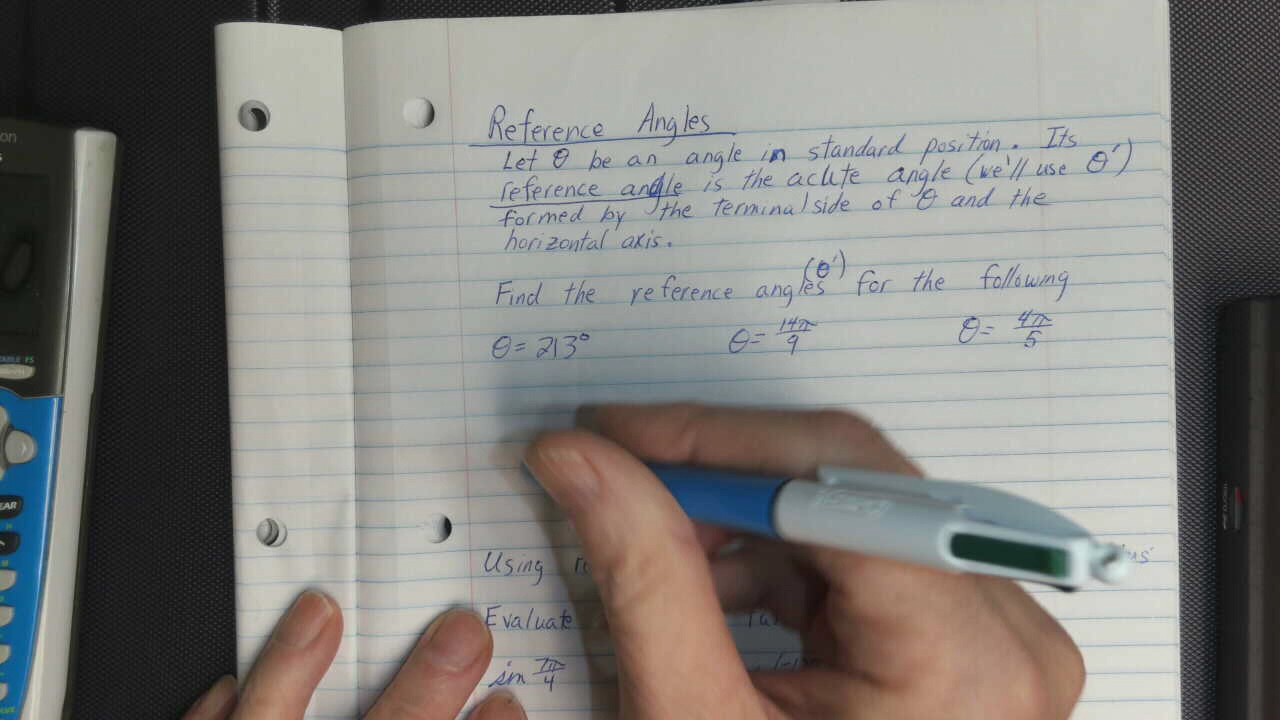 Reference Angles
Let θ be an angle in standard position. Its
reference angle is the acute angle (we'll use θ')
formed by the terminal side of θ and the
horizontal axis.
Find the reference angles (θ') for the following
θ = 213° θ = 14π/9 θ = 4π/5
Using
Evaluate
sin 7π/4